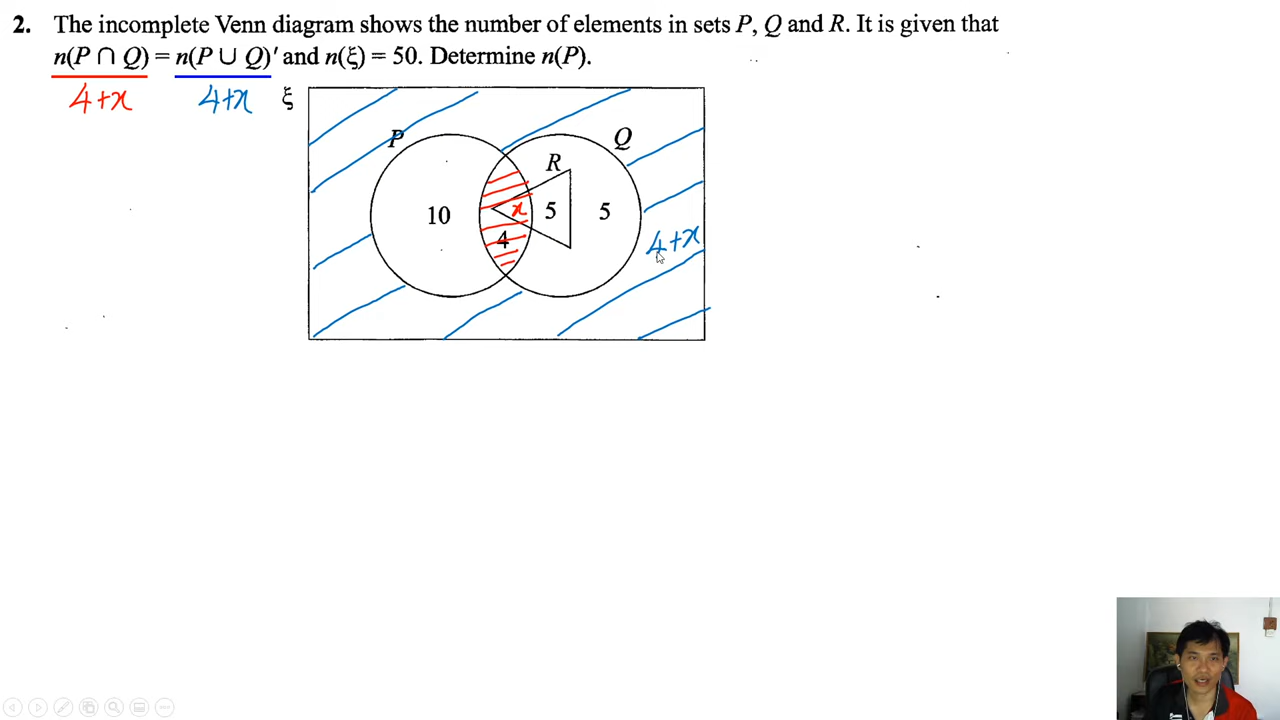 2. The incomplete Venn diagram shows the number of elements in sets P, Q and R. It is given that
n(P ∩ Q) = n(P ∪ Q)′ and n(ξ) = 50. Determine n(P).
4+x 4+x ξ
P Q
R
10 x 5 5
4 4+x